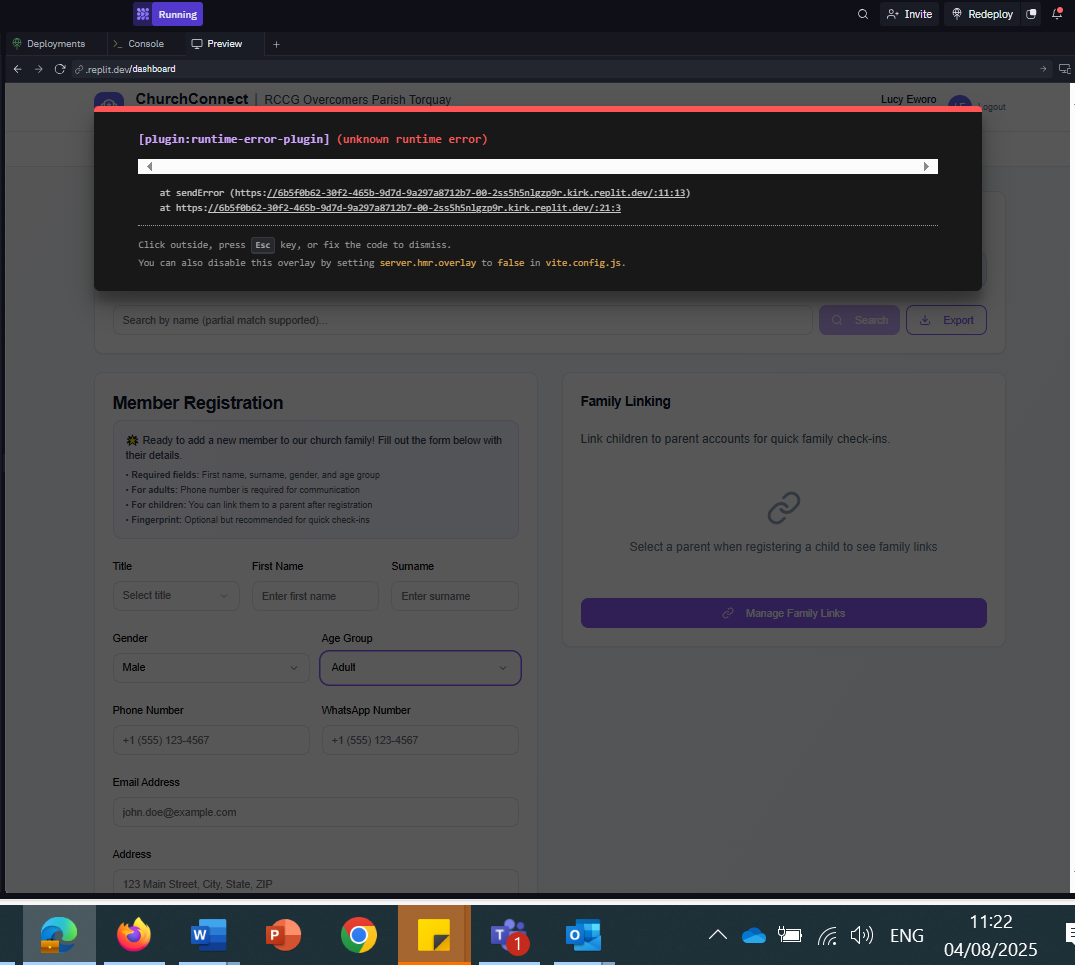 Running
Invite
Redeploy
Deployments
Console
Preview
.replit.dev/dashboard
ChurchConnect | RCCG Overcomers Parish Torquay
Lucy Eworo
Logout
[plugin:runtime-error-plugin] (unknown runtime error)
at sendError (https://6b5f0b62-30f2-465b-9d7d-9a297a8712b7-00-2ss5h5nlgzp9r.kirk.replit.dev/:11:13)
at https://6b5f0b62-30f2-465b-9d7d-9a297a8712b7-00-2ss5h5nlgzp9r.kirk.replit.dev/:21:3
Click outside, press Esc key, or fix the code to dismiss.
You can also disable this overlay by setting server.hmr.overlay to false in vite.config.js.
Search by name (partial match supported)...
Search
Export
Member Registration
Ready to add a new member to our church family! Fill out the form below with
their details.
• Required fields: First name, surname, gender, and age group
• For adults: Phone number is required for communication
• For children: You can link them to a parent after registration
• Fingerprint: Optional but recommended for quick check-ins
Title
First Name
Surname
Select title
Enter first name
Enter surname
Gender
Age Group
Male
Adult
Phone Number
WhatsApp Number
+1 (555) 123-4567
+1 (555) 123-4567
Email Address
john.doe@example.com
Address
123 Main Street, City, State, ZIP
Family Linking
Link children to parent accounts for quick family check-ins.
Select a parent when registering a child to see family links
Manage Family Links
W
P
T
1
O
ENG
11:22
04/08/2025